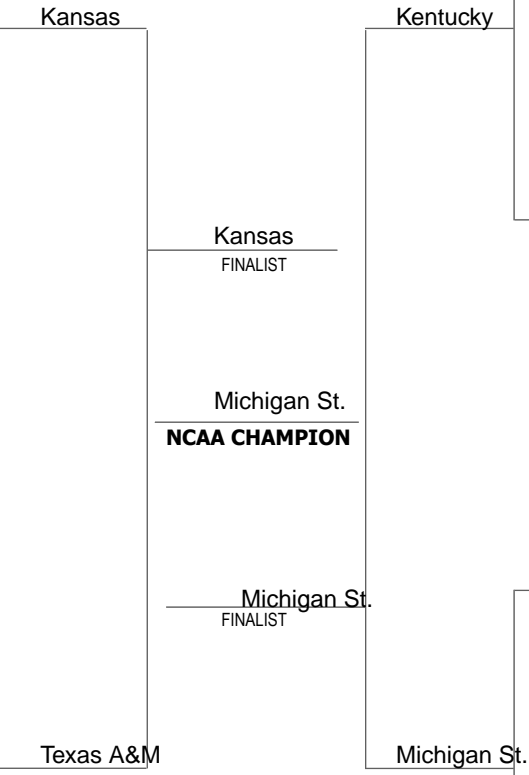 Kansas
Kentucky
Kansas
FINALIST
Michigan St.
NCAA CHAMPION
Michigan St.
FINALIST
Texas A&M
Michigan St.